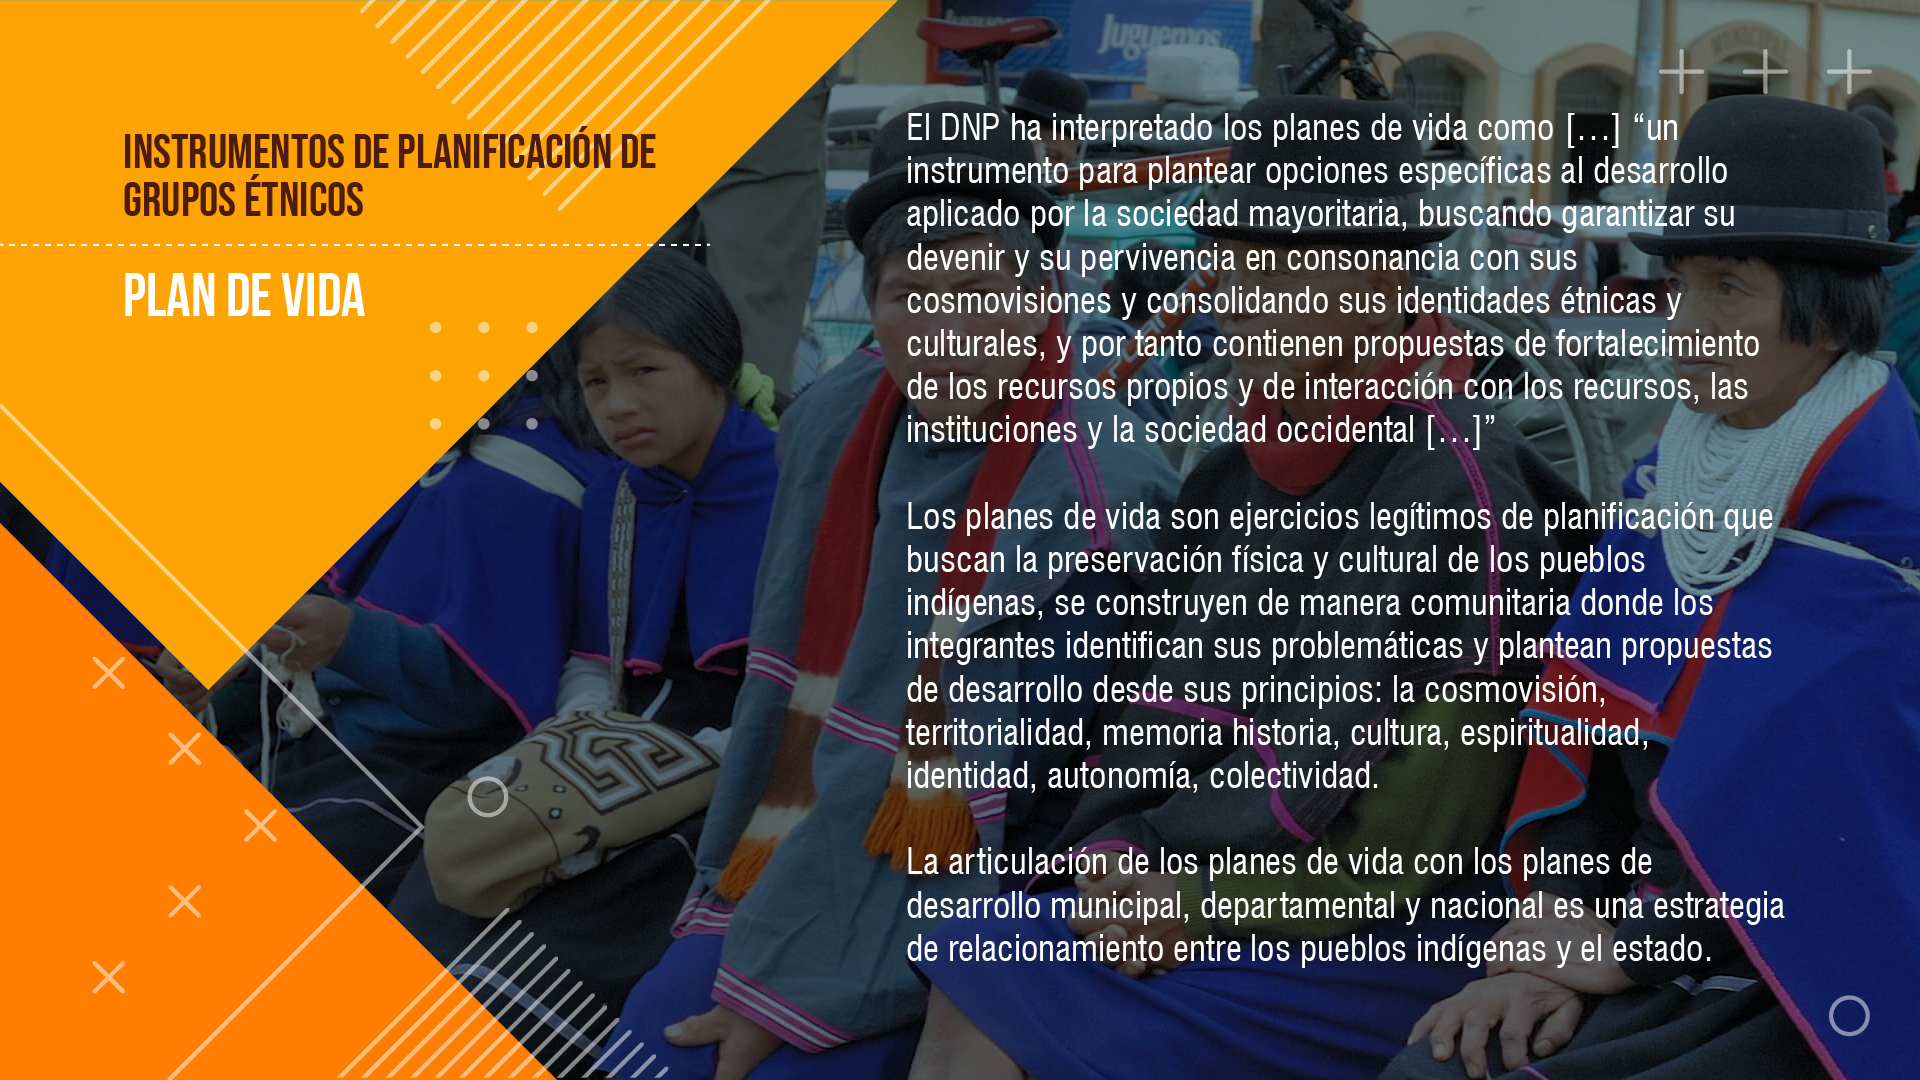 INSTRUMENTOS DE PLANIFICACIÓN DE
GRUPOS ÉTNICOS
PLAN DE VIDA
Juguemos
MUNICIPAL
El DNP ha interpretado los planes de vida como […] “un
instrumento para plantear opciones específicas al desarrollo
aplicado por la sociedad mayoritaria, buscando garantizar su
devenir y su pervivencia en consonancia con sus
cosmovisiones y consolidando sus identidades étnicas y
culturales, y por tanto contienen propuestas de fortalecimiento
de los recursos propios y de interacción con los recursos, las
instituciones y la sociedad occidental […]”
Los planes de vida son ejercicios legítimos de planificación que
buscan la preservación física y cultural de los pueblos
indígenas, se construyen de manera comunitaria donde los
integrantes identifican sus problemáticas y plantean propuestas
de desarrollo desde sus principios: la cosmovisión,
territorialidad, memoria historia, cultura, espiritualidad,
identidad, autonomía, colectividad.
La articulación de los planes de vida con los planes de
desarrollo municipal, departamental y nacional es una estrategia
de relacionamiento entre los pueblos indígenas y el estado.